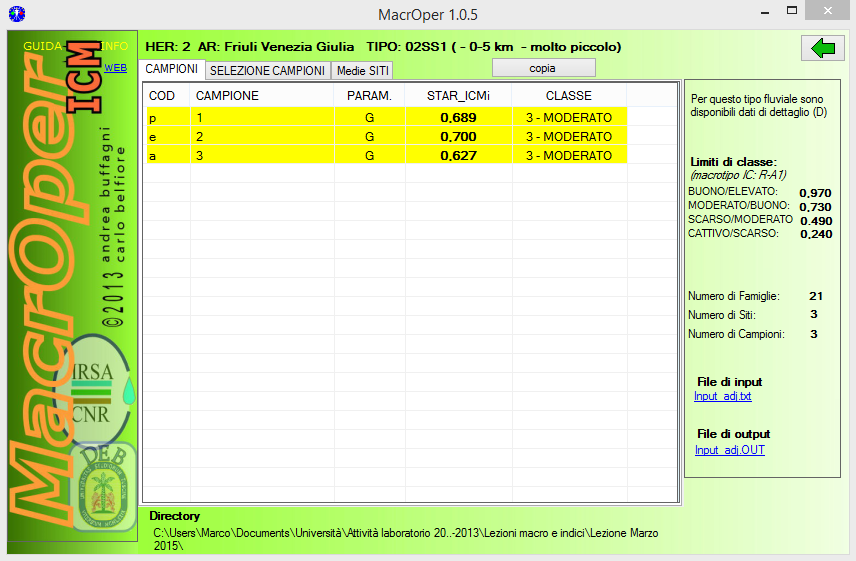 MacrOper 1.0.5
GUIDA- INFO
WEB
MacrOper
ICM
©2013 andrea buffagni
carlo belfiore
IRSA
CNR
DEB
HER: 2 AR: Friuli Venezia Giulia TIPO: 02SS1 ( - 0-5 km - molto piccolo)
CAMPIONI SELEZIONE CAMPIONI Medie SITI copia
COD CAMPIONE PARAM. STAR_ICMi CLASSE
p 1 G 0,689 3 - MODERATO
e 2 G 0,700 3 - MODERATO
a 3 G 0,627 3 - MODERATO
Per questo tipo fluviale sono
disponibili dati di dettaglio (D)
Limiti di classe:
(macrotipo IC: R-A1)
BUONO/ELEVATO: 0,970
MODERATO/BUONO: 0,730
SCARSO/MODERATO 0,490
CATTIVO/SCARSO: 0,240
Numero di Famiglie: 21
Numero di Siti: 3
Numero di Campioni: 3
File di input
Input_adj.txt
File di output
Input_adj.OUT
Directory
C:\Users\Marco\Documents\Università\Attività laboratorio 20..-2013\Lezioni macro e indici\Lezione Marzo
2015\